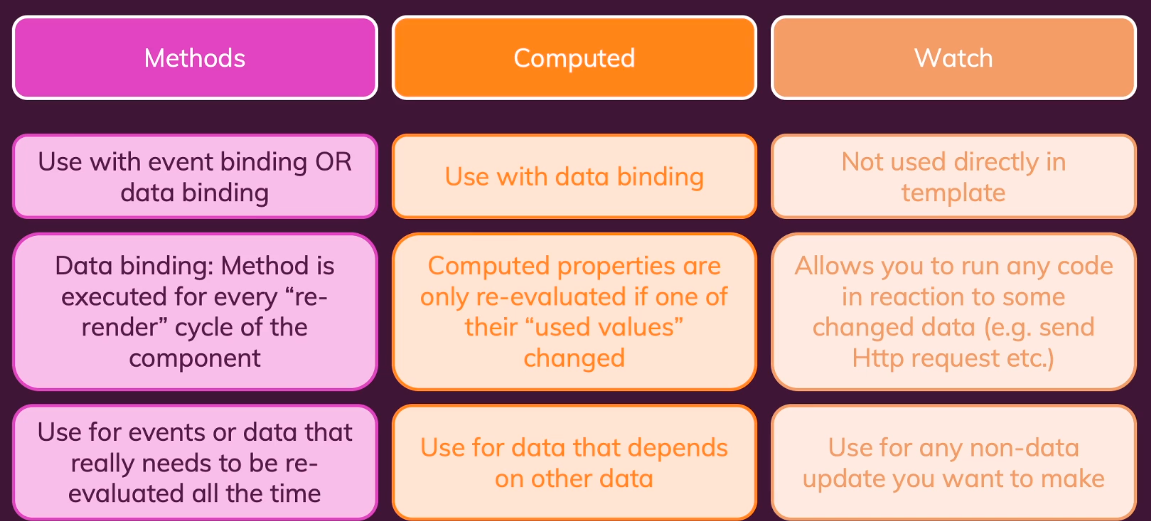 Methods
Computed
Watch
Use with event binding OR
data binding
Use with data binding
Not used directly in
template
Data binding: Method is
executed for every “re-
render” cycle of the
component
Computed properties are
only re-evaluated if one of
their “used values”
changed
Allows you to run any code
in reaction to some
changed data (e.g. send
Http request etc.)
Use for events or data that
really needs to be re-
evaluated all the time
Use for data that depends
on other data
Use for any non-data
update you want to make